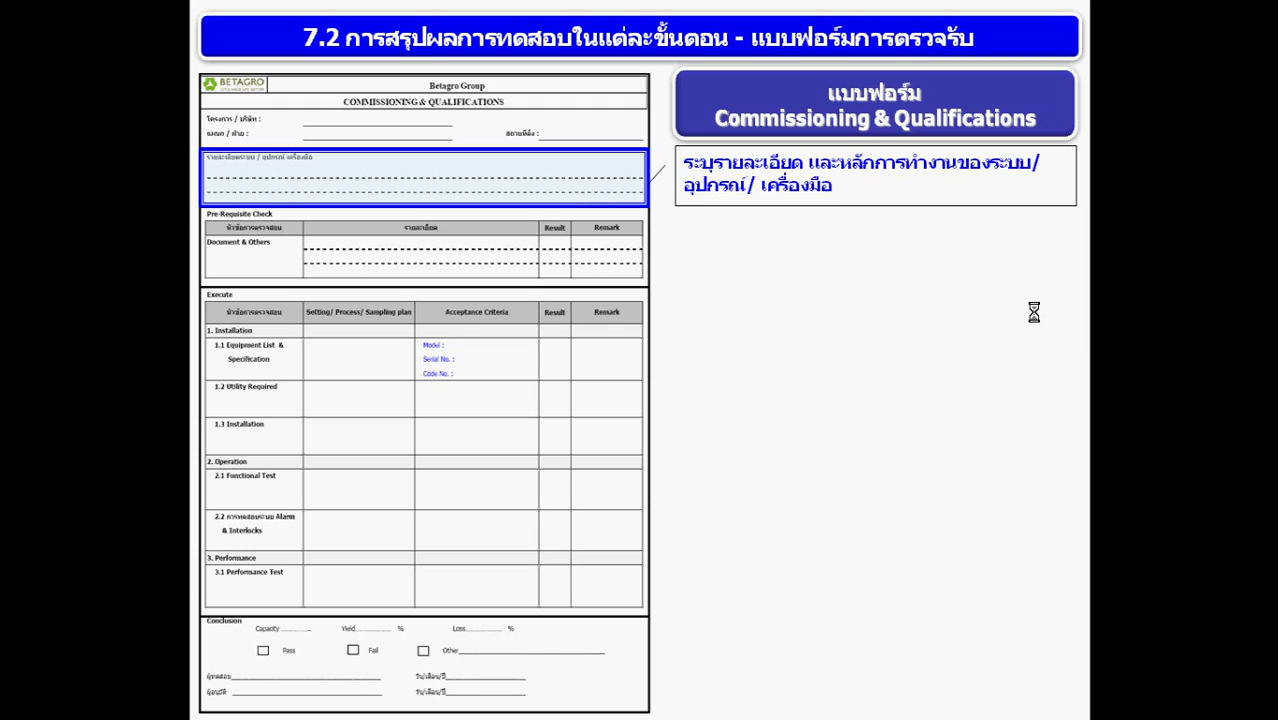 7.2 การสรุปผลการทดสอบในแต่ละขั้นตอน - แบบฟอร์มการตรวจรับ
แบบฟอร์ม
Commissioning & Qualifications
ระบุรายละเอียด และหลักการทำงานของระบบ/
อุปกรณ์/ เครื่องมือ
BETAGRO
Betagro Group
COMMISSIONING & QUALIFICATIONS
โครงการ / บริษัท :
แผนก / ฝ่าย :
สถานที่ตั้ง :
รายละเอียดระบบ / อุปกรณ์ เครื่องมือ
Pre-Requisite Check
หัวข้อการตรวจสอบ รายละเอียด Result Remark
Document & Others
Execute
หัวข้อการตรวจสอบ Setting/ Process/ Sampling plan Acceptance Criteria Result Remark
1. Installation
1.1 Equipment List & Model :
Specification Serial No. :
Code No. :
1.2 Utility Required
1.3 Installation
2. Operation
2.1 Functional Test
2.2 การทดสอบระบบ Alarm
& Interlocks
3. Performance
3.1 Performance Test
Conclusion
Capacity ............. Yield............... % Loss............... %
Pass Fail Other
ผู้ทดสอบ วัน/เดือน/ปี
ผู้อนุมัติ วัน/เดือน/ปี